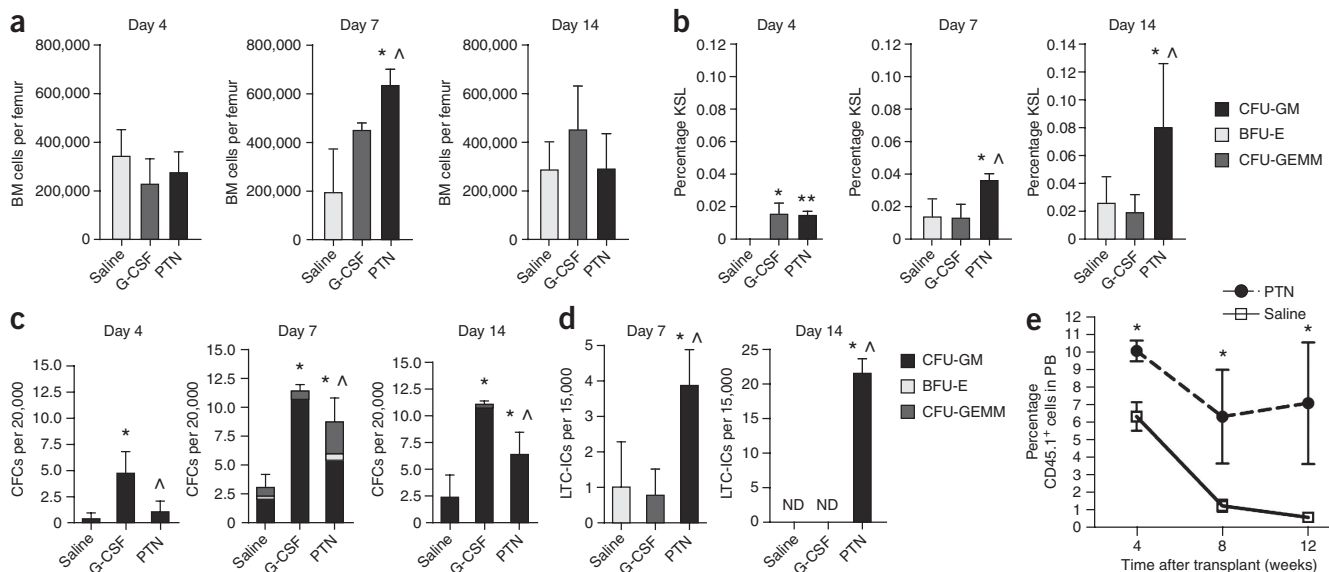 a
Day 4
800,000
600,000
400,000
200,000
0
BM cells per femur
Saline
G-CSF
PTN
Day 7
* ^
800,000
600,000
400,000
200,000
0
BM cells per femur
Saline
G-CSF
PTN
Day 14
800,000
600,000
400,000
200,000
0
BM cells per femur
Saline
G-CSF
PTN
b
Day 4
0.12
0.10
0.08
0.06
0.04
0.02
0
Percentage KSL
*
**
Saline
G-CSF
PTN
Day 7
0.12
0.10
0.08
0.06
0.04
0.02
0
Percentage KSL
* ^
Saline
G-CSF
PTN
Day 14
0.14
0.12
0.10
0.08
0.06
0.04
0.02
0
Percentage KSL
* ^
Saline
G-CSF
PTN
CFU-GM
BFU-E
CFU-GEMM
c
Day 4
15.0
12.5
10.0
7.5
5.0
2.5
0
CFCs per 20,000
*
^
Saline
G-CSF
PTN
Day 7
15.0
12.5
10.0
7.5
5.0
2.5
0
CFCs per 20,000
*
* ^
Saline
G-CSF
PTN
Day 14
15.0
12.5
10.0
7.5
5.0
2.5
0
CFCs per 20,000
*
* ^
Saline
G-CSF
PTN
d
Day 7
5
4
3
2
1
0
LTC-ICs per 15,000
* ^
Saline
G-CSF
PTN
Day 14
25
20
15
10
5
0
LTC-ICs per 15,000
ND
ND
* ^
Saline
G-CSF
PTN
CFU-GM
BFU-E
CFU-GEMM
e
PTN
Saline
12
11
10
9
8
7
6
5
4
3
2
1
0
Percentage
CD45.1+ cells in PB
*
*
*
4
8
12
Time after transplant (weeks)